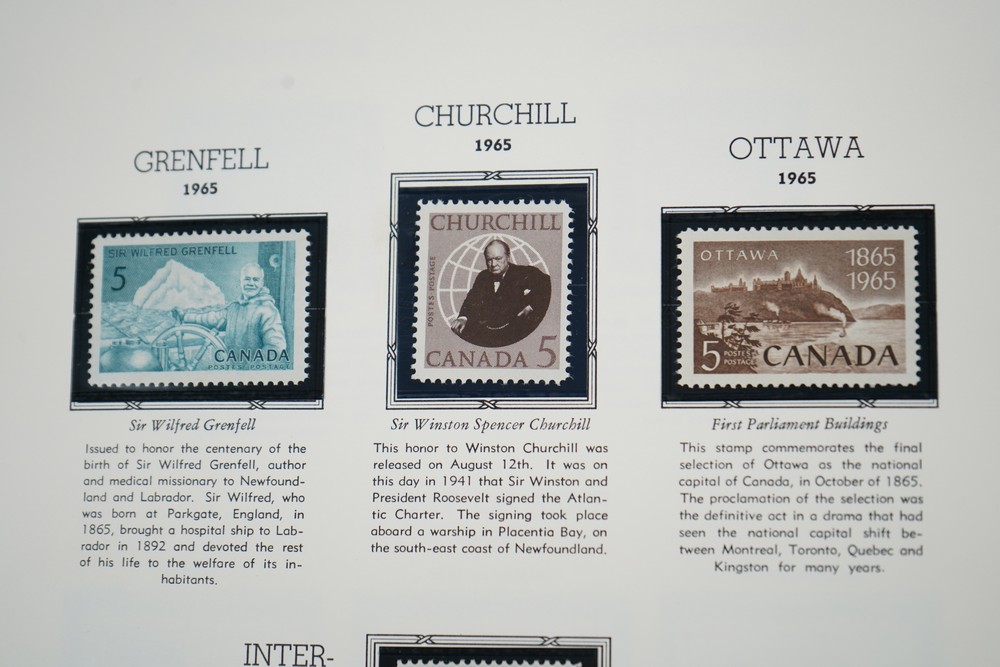 GRENFELL
1965
SIR WILFRED GRENFELL
5
CANADA
POSTES POSTAGE
Sir Wilfred Grenfell
Issued to honor the centenary of the
birth of Sir Wilfred Grenfell, author
and medical missionary to Newfound-
land and Labrador. Sir Wilfred, who
was born at Parkgate, England, in
1865, brought a hospital ship to Lab-
rador in 1892 and devoted the rest
of his life to the welfare of its in-
habitants.
CHURCHILL
1965
CHURCHILL
POSTES·POSTAGE
CANADA 5
Sir Winston Spencer Churchill
This honor to Winston Churchill was
released on August 12th. It was on
this day in 1941 that Sir Winston and
President Roosevelt signed the Atlan-
tic Charter. The signing took place
aboard a warship in Placentia Bay, on
the south-east coast of Newfoundland.
OTTAWA
1965
OTTAWA 1865
1965
5 POSTES
POSTAGE CANADA
First Parliament Buildings
This stamp commemorates the final
selection of Ottawa as the national
capital of Canada, in October of 1865.
The proclamation of the selection was
the definitive act in a drama that had
seen the national capital shift be-
tween Montreal, Toronto, Quebec and
Kingston for many years.
INTER-